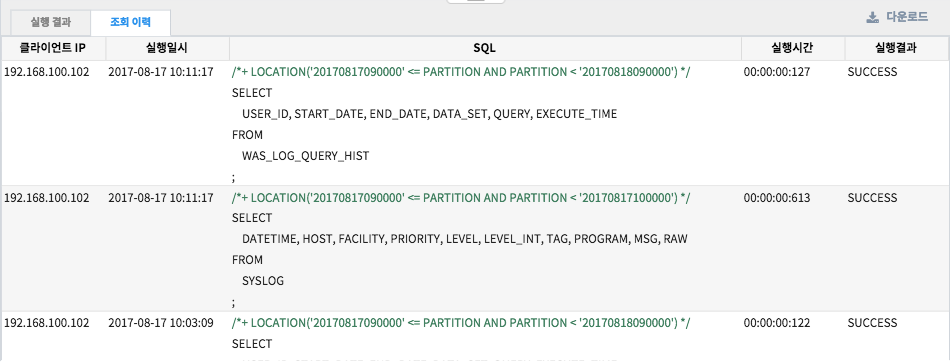 실행 결과 조회 이력 다운로드
클라이언트 IP 실행일시 SQL 실행시간 실행결과
192.168.100.102 2017-08-17 10:11:17 /*+ LOCATION('20170817090000' <= PARTITION AND PARTITION < '20170818090000') */ 00:00:00:127 SUCCESS
SELECT
USER_ID, START_DATE, END_DATE, DATA_SET, QUERY, EXECUTE_TIME
FROM
WAS_LOG_QUERY_HIST
;
192.168.100.102 2017-08-17 10:11:17 /*+ LOCATION('20170817090000' <= PARTITION AND PARTITION < '20170817100000') */ 00:00:00:613 SUCCESS
SELECT
DATETIME, HOST, FACILITY, PRIORITY, LEVEL, LEVEL_INT, TAG, PROGRAM, MSG, RAW
FROM
SYSLOG
;
192.168.100.102 2017-08-17 10:03:09 /*+ LOCATION('20170817090000' <= PARTITION AND PARTITION < '20170818090000') */ 00:00:00:122 SUCCESS
SELECT